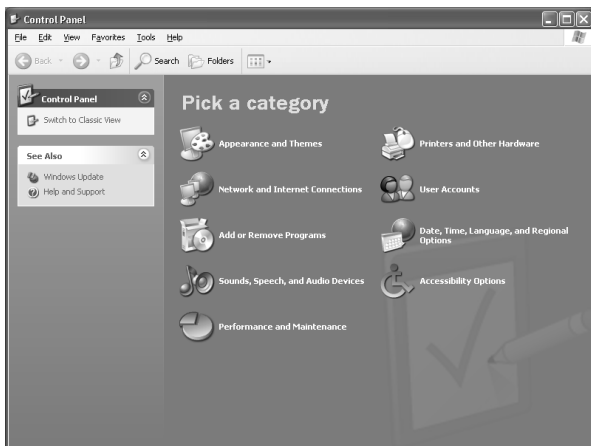 Control Panel
File Edit View Favorites Tools Help
Back Search Folders
Control Panel
Switch to Classic View
See Also
Windows Update
Help and Support
Pick a category
Appearance and Themes
Printers and Other Hardware
Network and Internet Connections
User Accounts
Add or Remove Programs
Date, Time, Language, and Regional
Options
Sounds, Speech, and Audio Devices
Accessibility Options
Performance and Maintenance